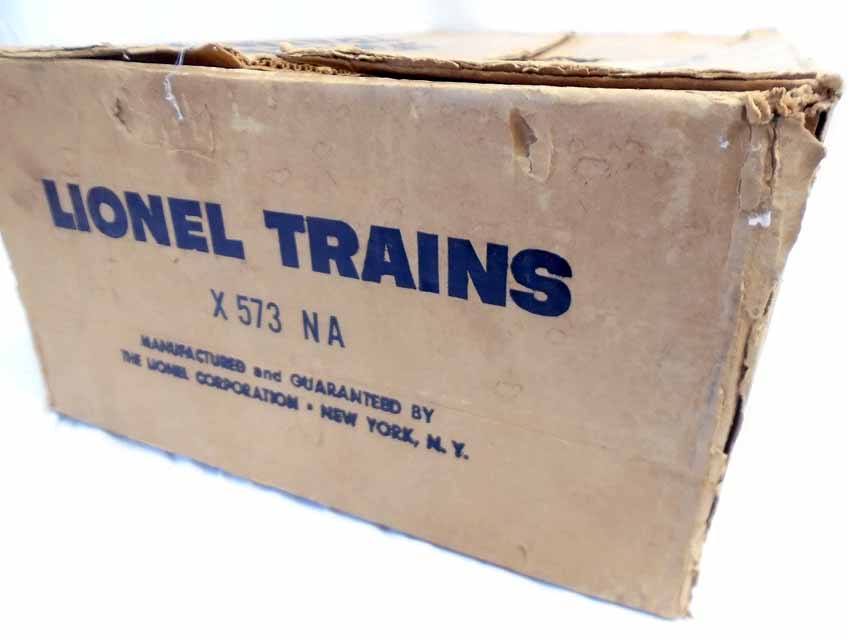 LIONEL TRAINS
X 573 NA
MANUFACTURED and GUARANTEED BY
THE LIONEL CORPORATION • NEW YORK, N. Y.